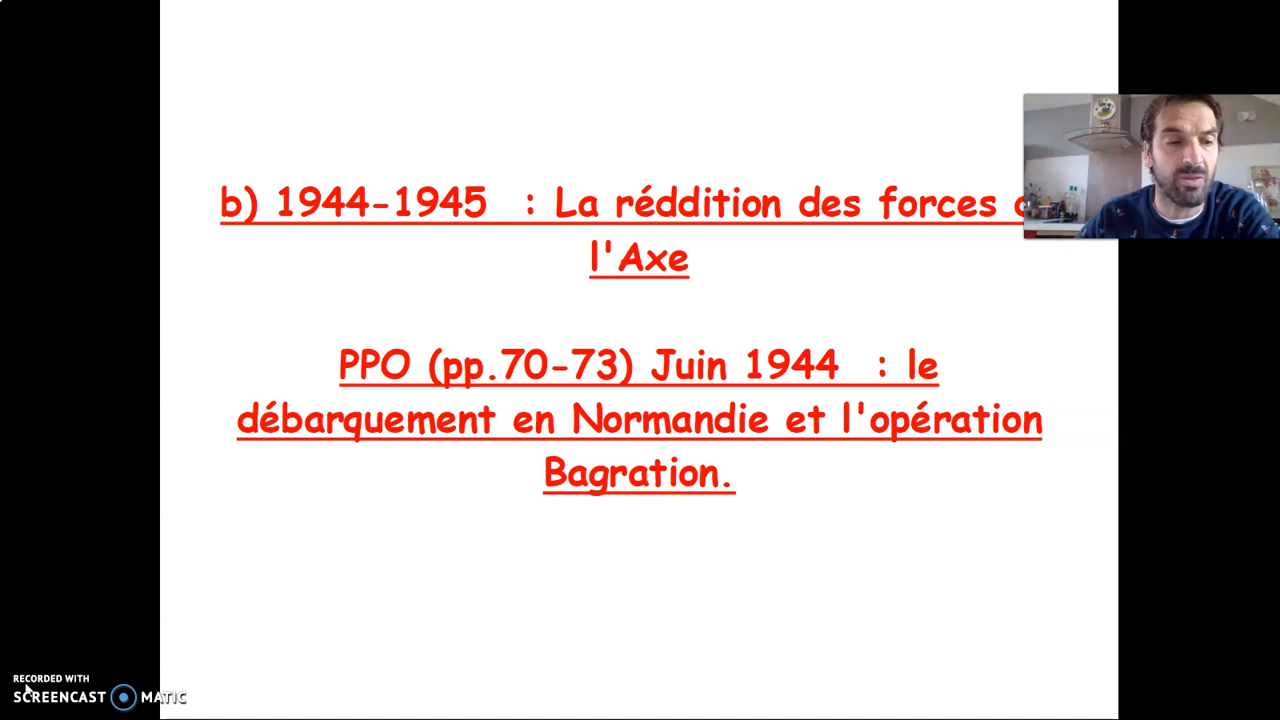 b) 1944-1945 : La réddition des forces
l'Axe
PPO (pp.70-73) Juin 1944 : le
débarquement en Normandie et l'opération
Bagration.
RECORDED WITH
SCREENCAST MATIC